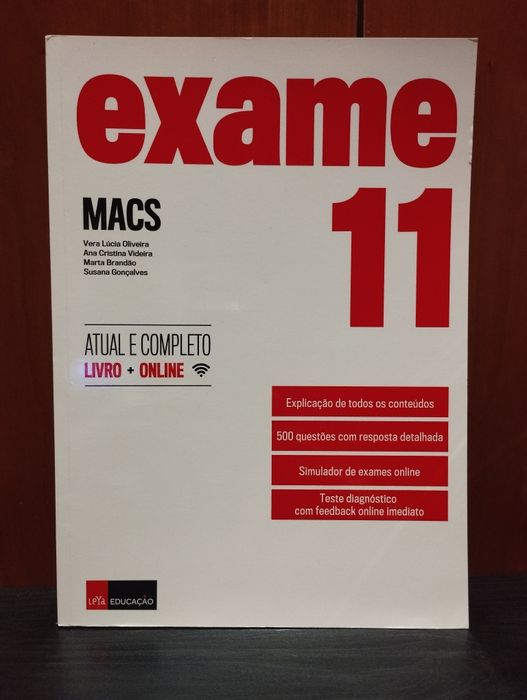 exame
11
MACS
Vera Lúcia Oliveira
Ana Cristina Videira
Marta Brandão
Susana Gonçalves
ATUAL E COMPLETO
LIVRO + ONLINE
Explicação de todos os conteúdos
500 questões com resposta detalhada
Simulador de exames online
Teste diagnóstico
com feedback online imediato
LeYa EDUCAÇÃO